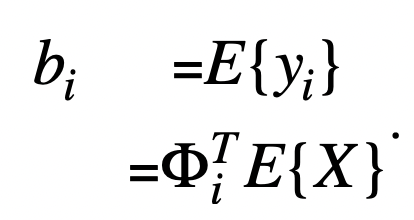 b_i =E{y_i}
=Φ_i^T E{X}.